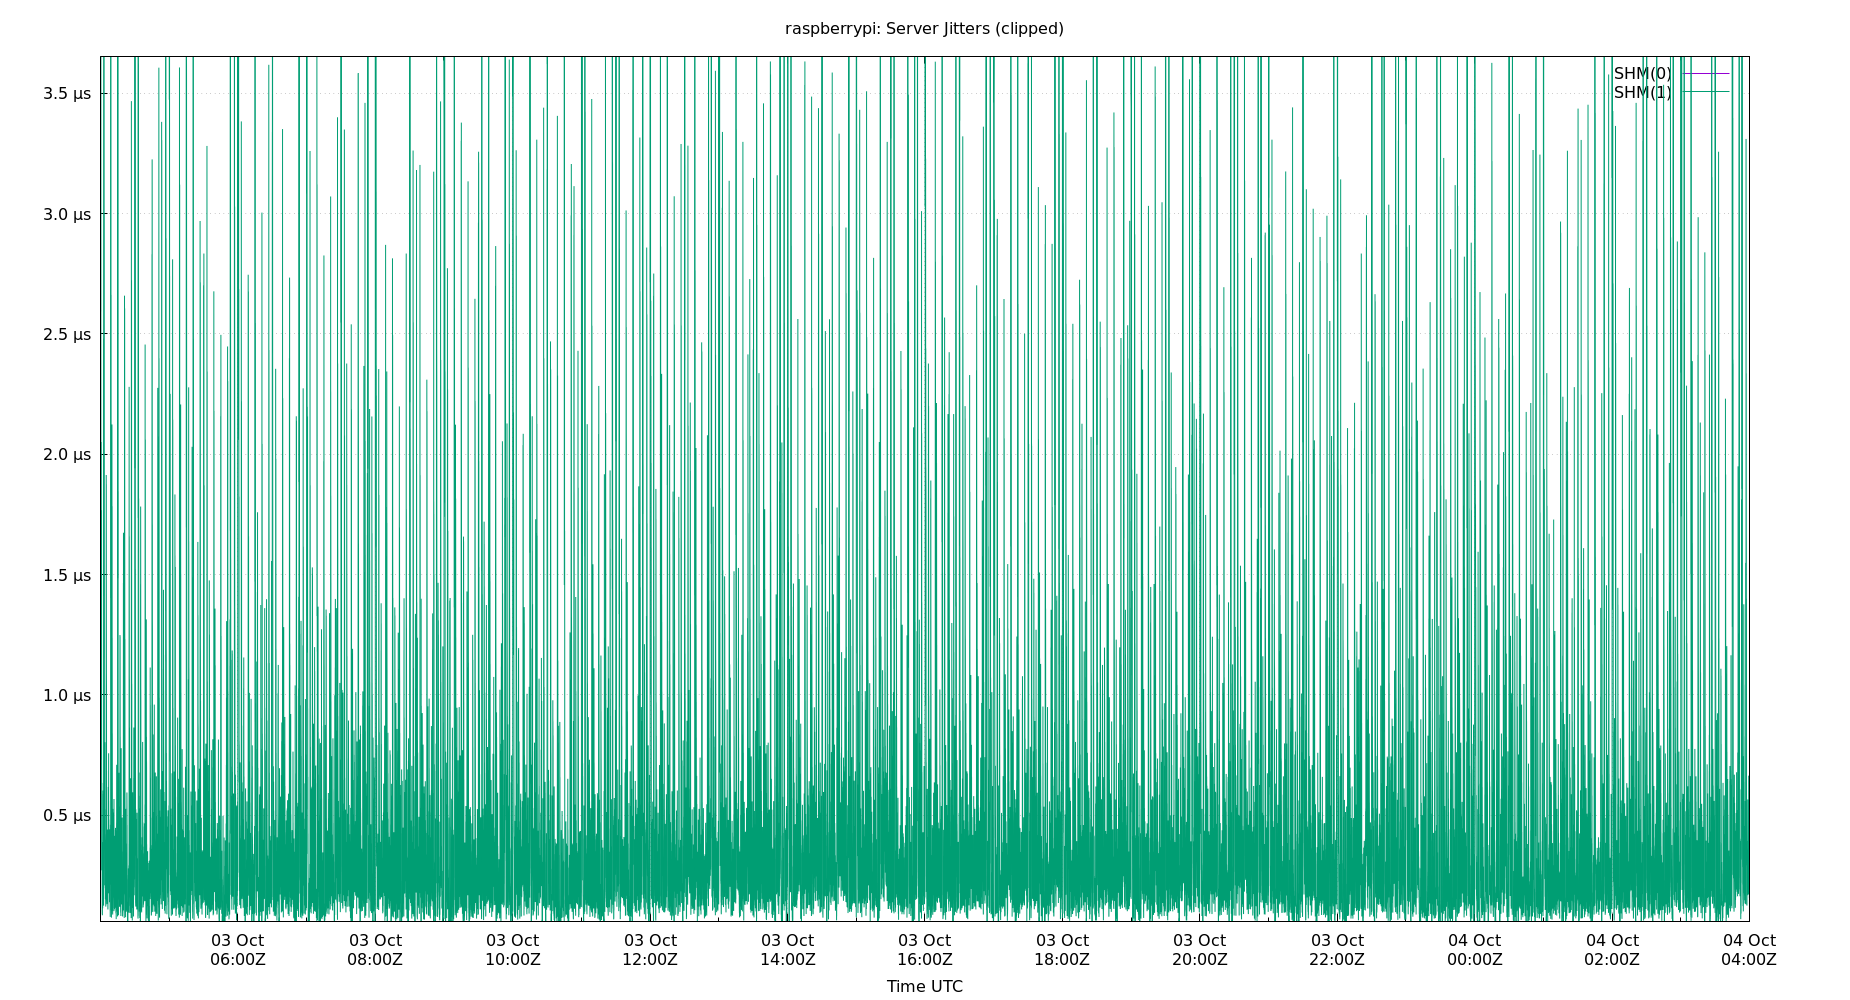 raspberrypi: Server Jitters (clipped)
SHM(0)
SHM(1)
3.5 µs
3.0 µs
2.5 µs
2.0 µs
1.5 µs
1.0 µs
0.5 µs
03 Oct 03 Oct 03 Oct 03 Oct 03 Oct 03 Oct 03 Oct 03 Oct 03 Oct 04 Oct 04 Oct 04 Oct
06:00Z 08:00Z 10:00Z 12:00Z 14:00Z 16:00Z 18:00Z 20:00Z 22:00Z 00:00Z 02:00Z 04:00Z
Time UTC